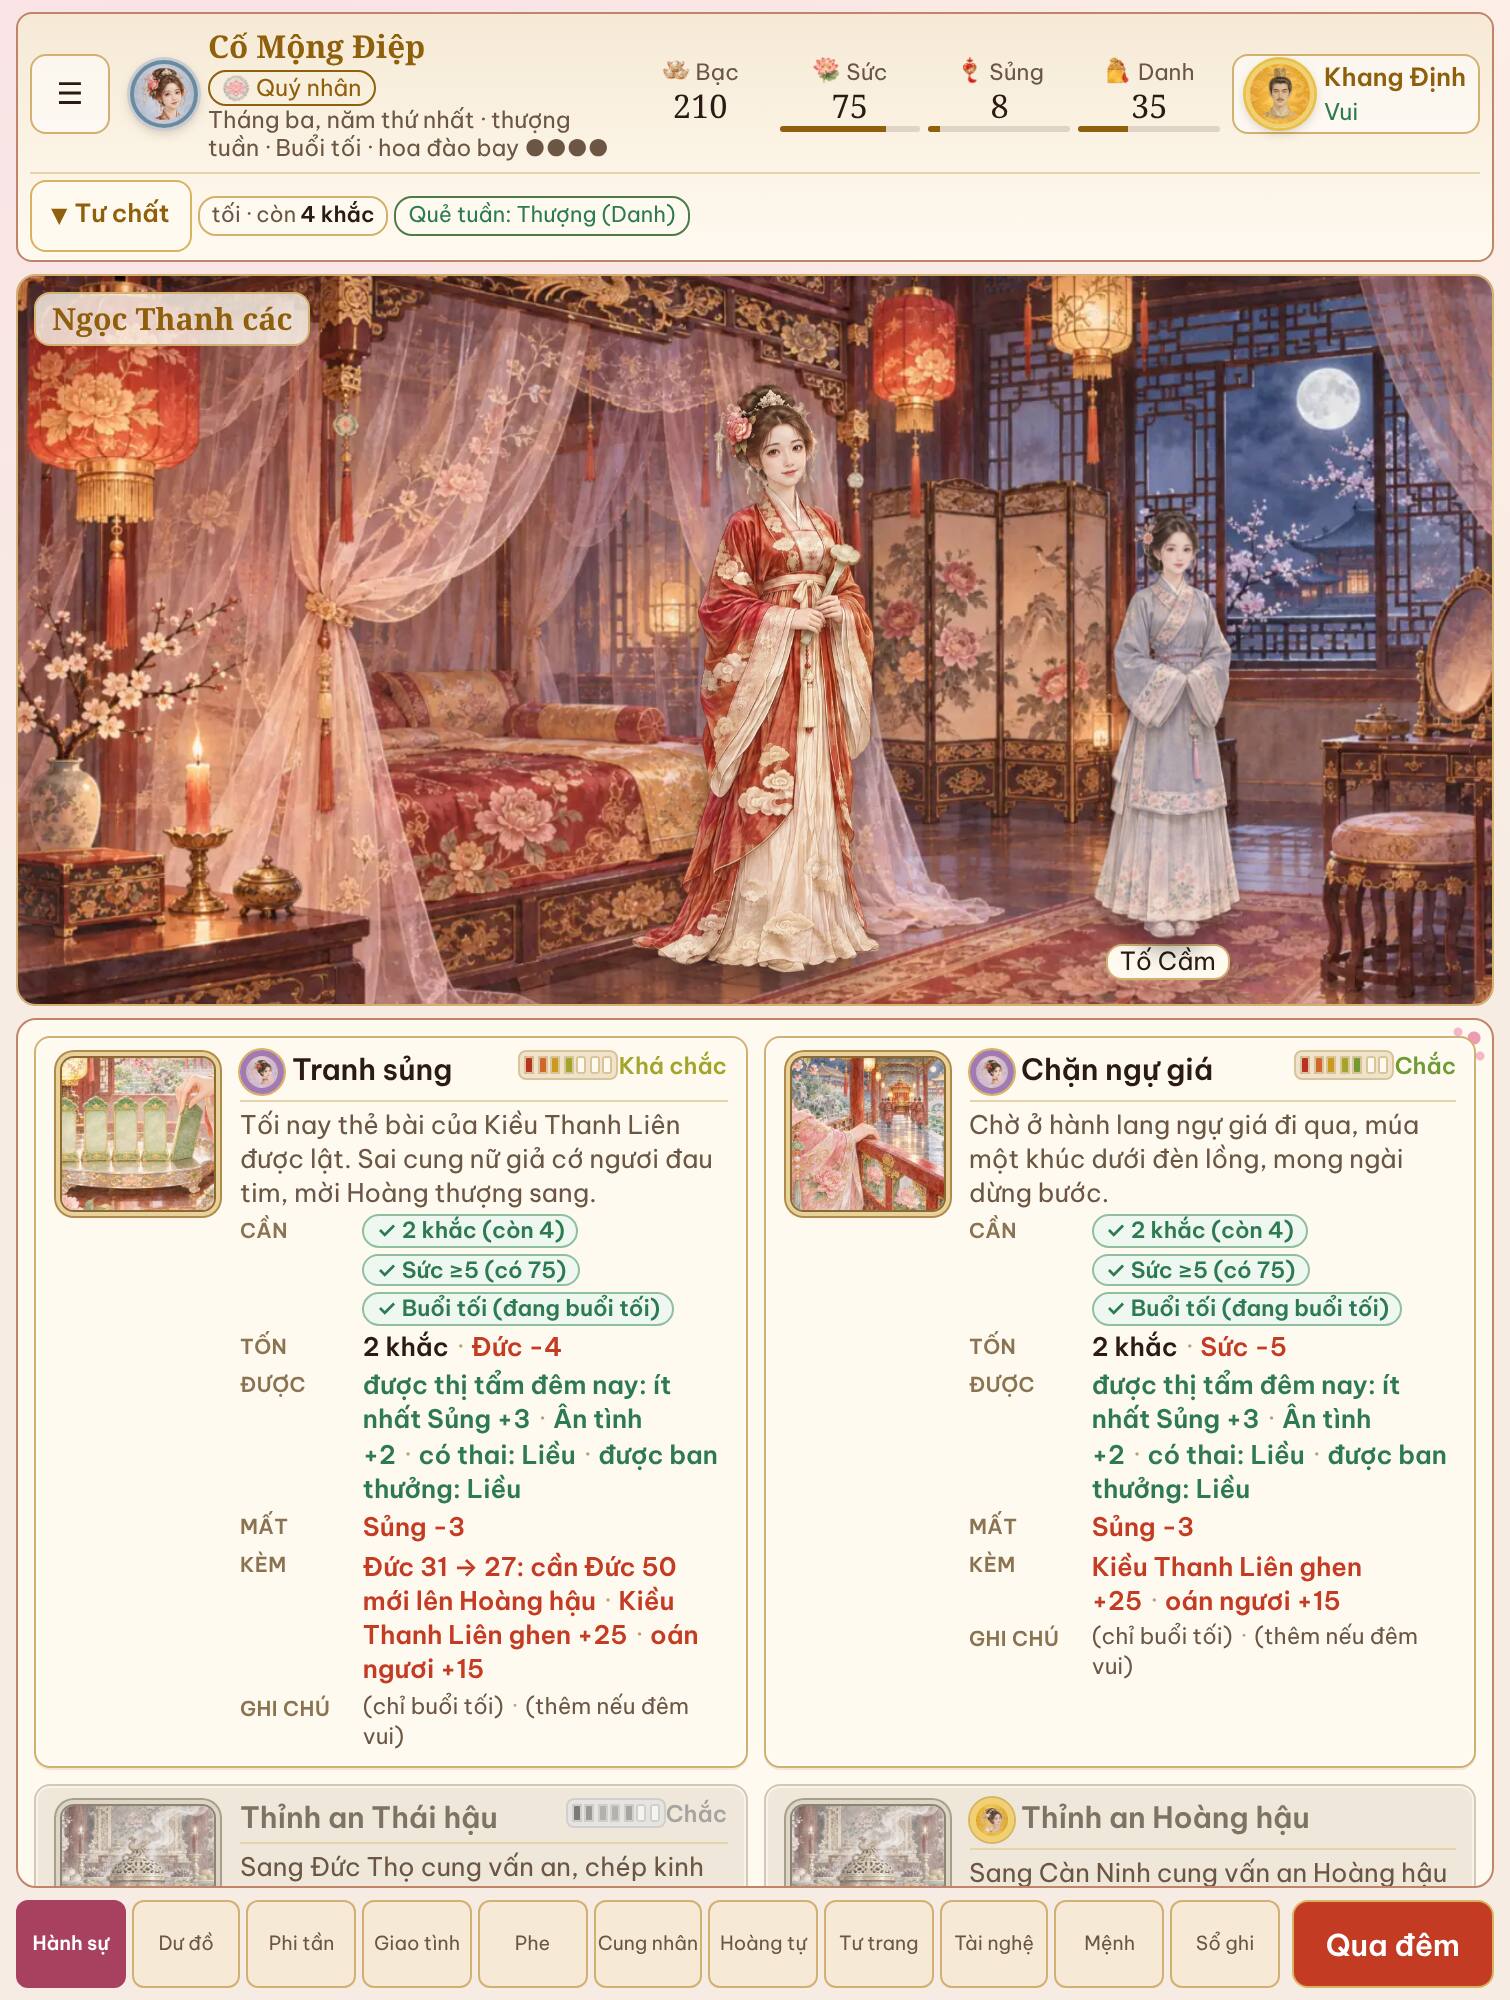 ☰
Cố Mộng Điệp
Quý nhân
Tháng ba, năm thứ nhất · thượng
tuần · Buổi tối · hoa đào bay ●●●●
Bạc
210
Sức
75
Sủng
8
Danh
35
Khang Định
Vui
▼ Tư chất
tối · còn 4 khắc
Quẻ tuần: Thượng (Danh)
Ngọc Thanh các
Tố Cầm
Tranh sủng
Khá chắc
Tối nay thẻ bài của Kiều Thanh Liên
được lật. Sai cung nữ giả cớ ngươi đau
tim, mời Hoàng thượng sang.
CẦN
✓ 2 khắc (còn 4)
✓ Sức ≥5 (có 75)
✓ Buổi tối (đang buổi tối)
TỐN
2 khắc · Đức -4
ĐƯỢC
được thị tẩm đêm nay: ít
nhất Sủng +3 · Ân tình
+2 · có thai: Liều · được ban
thưởng: Liều
MẤT
Sủng -3
KÈM
Đức 31 → 27: cần Đức 50
mới lên Hoàng hậu · Kiều
Thanh Liên ghen +25 · oán
ngươi +15
GHI CHÚ
(chỉ buổi tối) · (thêm nếu đêm
vui)
Chặn ngự giá
Chắc
Chờ ở hành lang ngự giá đi qua, múa
một khúc dưới đèn lồng, mong ngài
dừng bước.
CẦN
✓ 2 khắc (còn 4)
✓ Sức ≥5 (có 75)
✓ Buổi tối (đang buổi tối)
TỐN
2 khắc · Sức -5
ĐƯỢC
được thị tẩm đêm nay: ít
nhất Sủng +3 · Ân tình
+2 · có thai: Liều · được ban
thưởng: Liều
MẤT
Sủng -3
KÈM
Kiều Thanh Liên ghen
+25 · oán ngươi +15
GHI CHÚ
(chỉ buổi tối) · (thêm nếu đêm
vui)
Thỉnh an Thái hậu
Chắc
Sang Đức Thọ cung vấn an, chép kinh
Thỉnh an Hoàng hậu
Sang Càn Ninh cung vấn an Hoàng hậu
Hành sự
Dư đồ
Phi tần
Giao tình
Phe
Cung nhân
Hoàng tự
Tư trang
Tài nghệ
Mệnh
Sổ ghi
Qua đêm